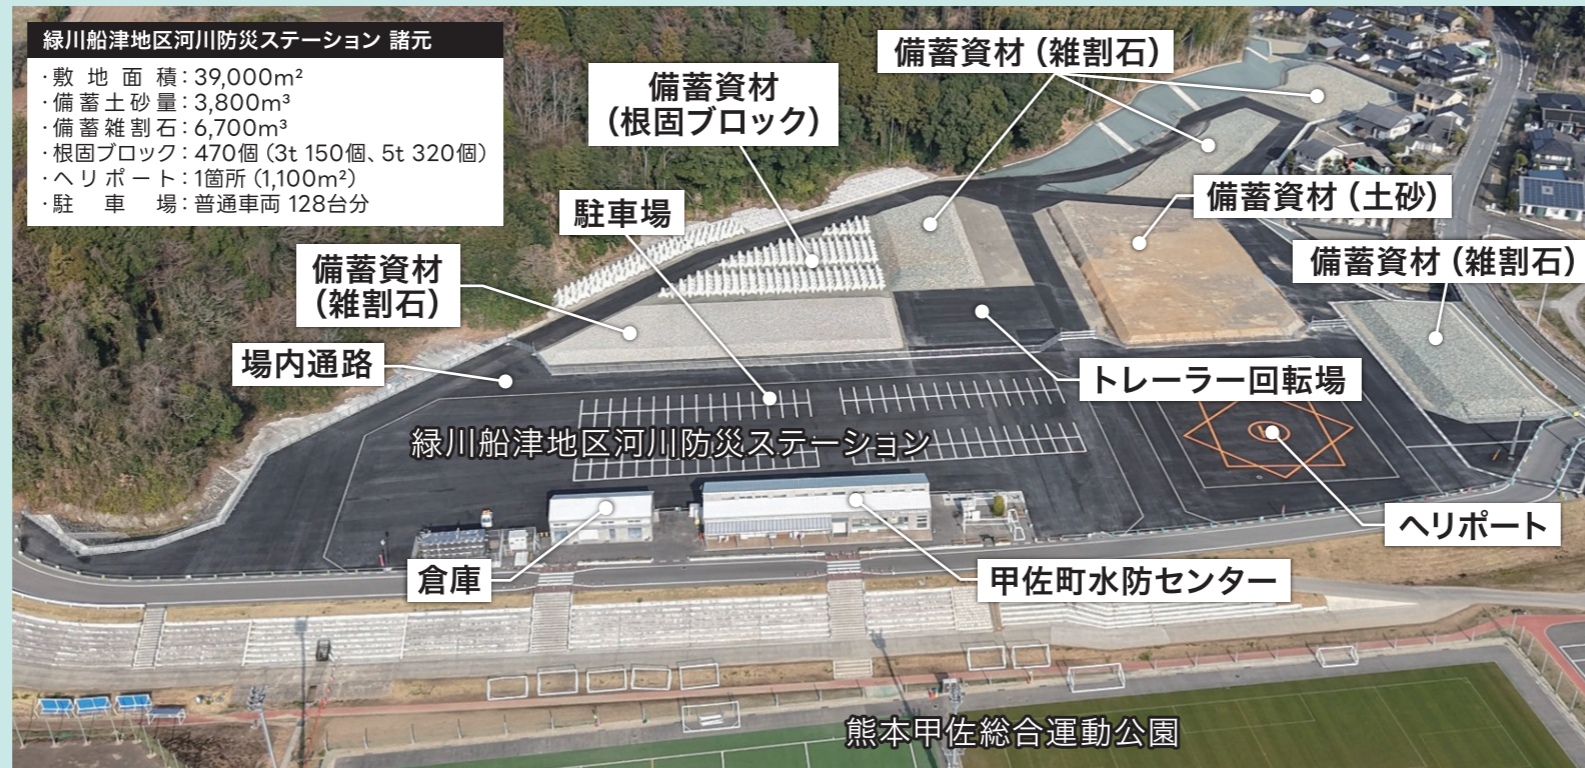 緑川船津地区河川防災ステーション 諸元
・敷地面積：39,000m²
・備蓄土砂量：3,800m³
・備蓄雑割石：6,700m³
・根固ブロック：470個（3t 150個、5t 320個）
・ヘリポート：1箇所（1,100m²）
・駐車場：普通車両 128台分
備蓄資材（雑割石）
備蓄資材
（根固ブロック）
備蓄資材（土砂）
駐車場
備蓄資材（雑割石）
備蓄資材
（雑割石）
場内通路
トレーラー回転場
緑川船津地区河川防災ステーション
ヘリポート
倉庫
甲佐町水防センター
熊本甲佐総合運動公園